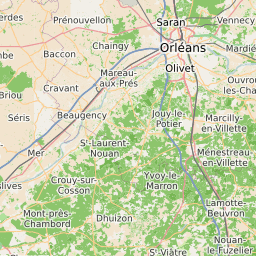 Prénouvellon
Saran
Vennecy
Chaingy
Orléans
Mardié
Baccon
Olivet
Mareau-
aux-Prés
Briou
Cravant
Ouvrou
les-Cha
Séris
Beaugency
Jouy-le-
Potier
Marcilly-
en-Villette
Mer
St-Laurent-
Nouan
Ménestreau-
en-Villette
slives
Crouy-sur-
Cosson
Yvoy-le-
Marron
Lamotte-
Beuvron
Mont-près-
Chambord
Dhuizon
Nouan-
le-Fuzelier
St-Viâtre